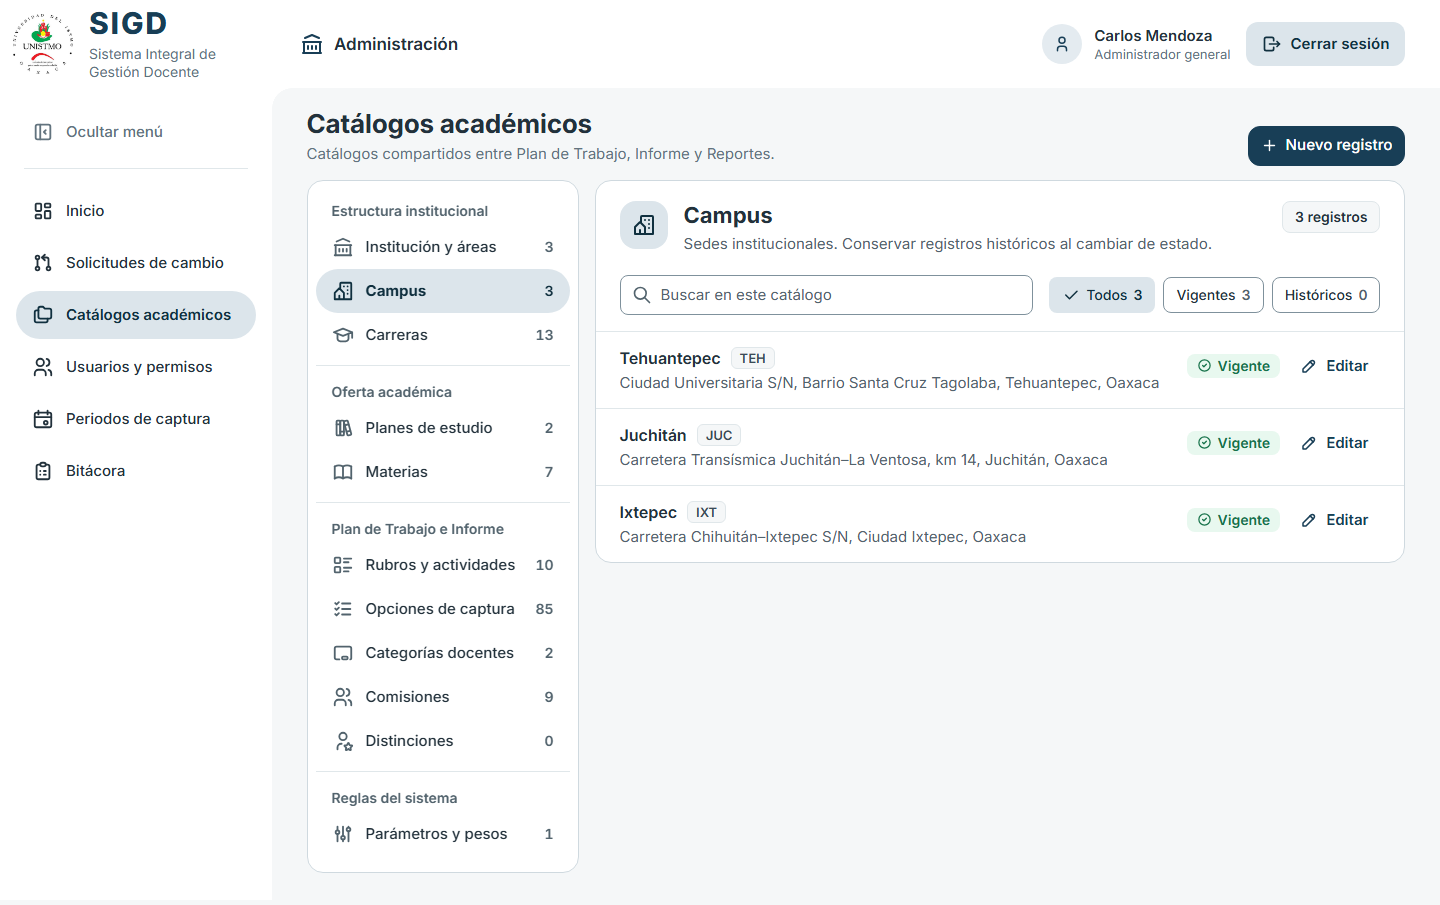 UNIVERSIDAD DEL ISTMO
UNISTMO
OAXACA
SIGD
Sistema Integral de
Gestión Docente
Administración
Carlos Mendoza
Administrador general
Cerrar sesión
Ocultar menú
Inicio
Solicitudes de cambio
Catálogos académicos
Usuarios y permisos
Periodos de captura
Bitácora
Catálogos académicos
Catálogos compartidos entre Plan de Trabajo, Informe y Reportes.
Nuevo registro
Estructura institucional
Institución y áreas 3
Campus 3
Carreras 13
Oferta académica
Planes de estudio 2
Materias 7
Plan de Trabajo e Informe
Rubros y actividades 10
Opciones de captura 85
Categorías docentes 2
Comisiones 9
Distinciones 0
Reglas del sistema
Parámetros y pesos 1
Campus
Sedes institucionales. Conservar registros históricos al cambiar de estado.
3 registros
Buscar en este catálogo
Todos 3
Vigentes 3
Históricos 0
Tehuantepec TEH
Ciudad Universitaria S/N, Barrio Santa Cruz Tagolaba, Tehuantepec, Oaxaca
Vigente
Editar
Juchitán JUC
Carretera Transísmica Juchitán–La Ventosa, km 14, Juchitán, Oaxaca
Vigente
Editar
Ixtepec IXT
Carretera Chihuitán–Ixtepec S/N, Ciudad Ixtepec, Oaxaca
Vigente
Editar